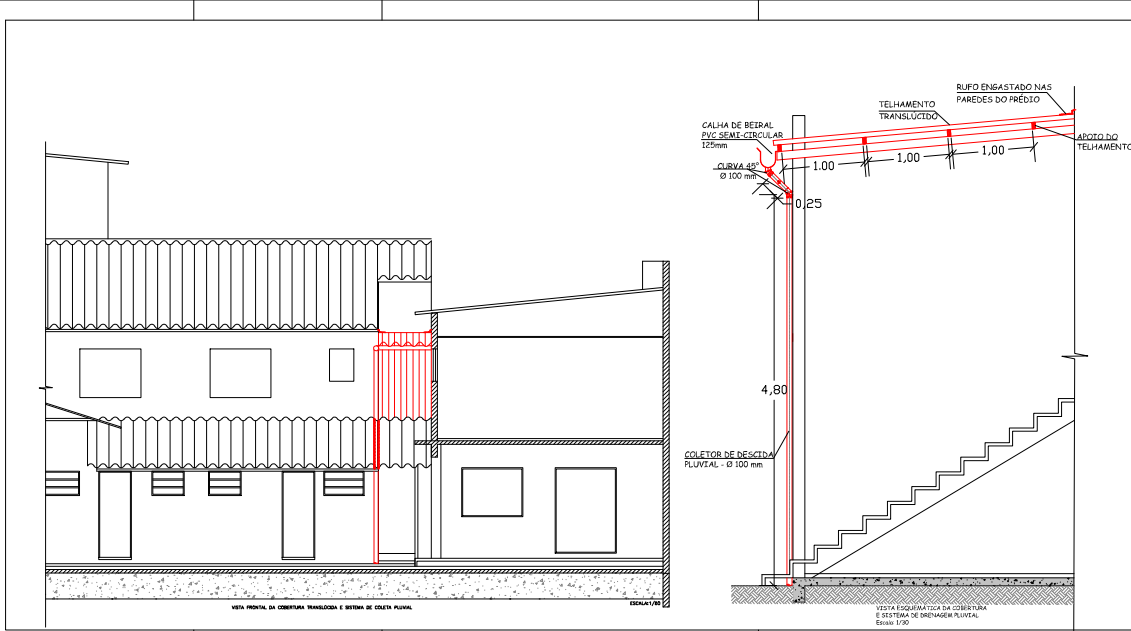 RUFO ENGASTADO NAS
PAREDES DO PRÉDIO
TELHAMENTO
TRANSLÚCIDO
CALHA DE BEIRAL
PVC SEMI-CIRCULAR
125mm
APOIO DO
TELHAMENTO
CURVA 45°
Ø 100 mm
1.00
1,00
1,00
0,25
4,80
COLETOR DE DESCIDA
PLUVIAL - Ø 100 mm
VISTA FRONTAL DA COBERTURA TRANSLÚCIDA E SISTEMA DE COLETA PLUVIAL
ESCALA:1/80
VISTA ESQUEMÁTICA DA COBERTURA
E SISTEMA DE DRENAGEM PLUVIAL
Escala 1/30